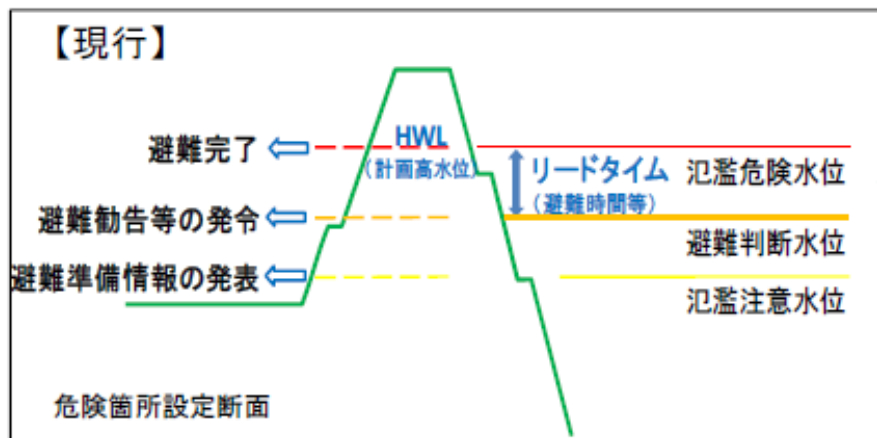 【現行】
避難完了
HWL
(計画高水位)
リードタイム
(避難時間等)
氾濫危険水位
避難勧告等の発令
避難判断水位
避難準備情報の発表
氾濫注意水位
危険箇所設定断面